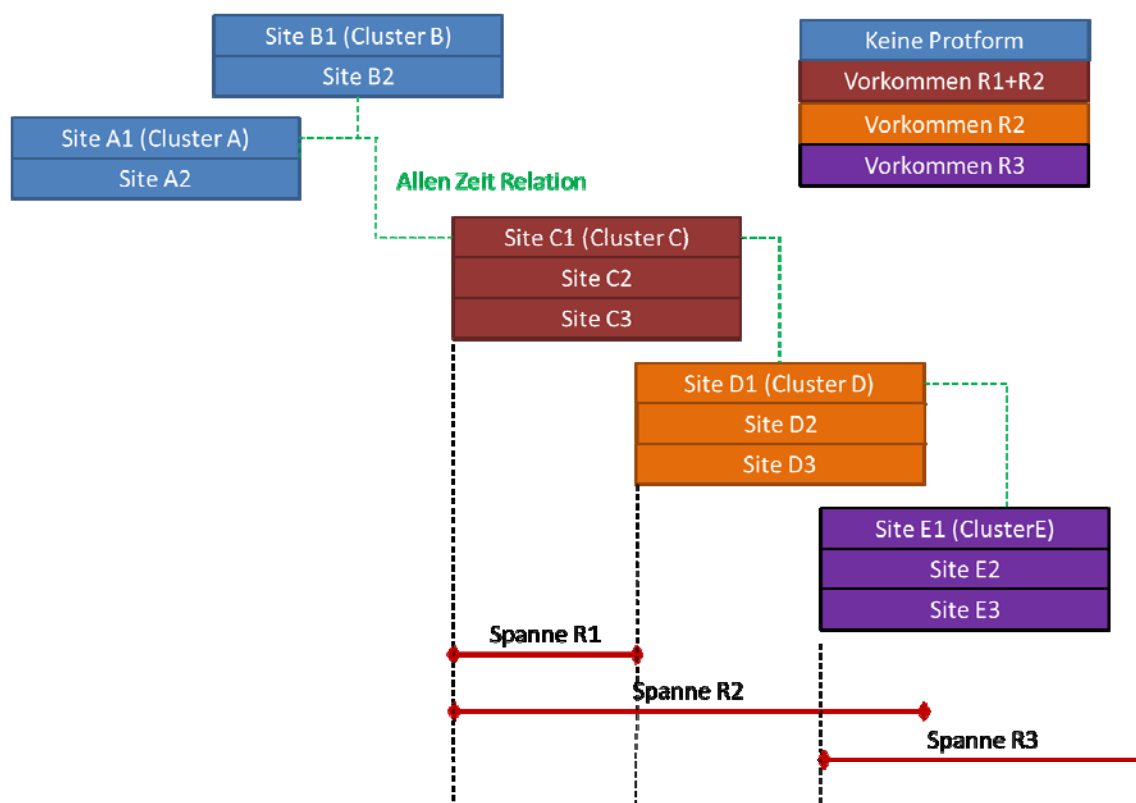 Site B1 (Cluster B)
Site B2
Site A1 (Cluster A)
Site A2
Keine Protform
Vorkommen R1+R2
Vorkommen R2
Vorkommen R3
Allen Zeit Relation
Site C1 (Cluster C)
Site C2
Site C3
Site D1 (Cluster D)
Site D2
Site D3
Site E1 (ClusterE)
Site E2
Site E3
Spanne R1
Spanne R2
Spanne R3